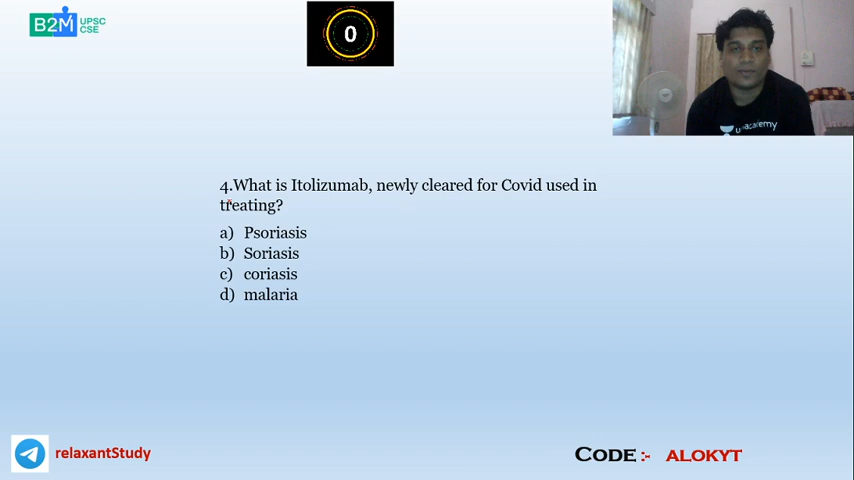 B2M UPSC
CSE
0
unacademy
4.What is Itolizumab, newly cleared for Covid used in
treating?
a) Psoriasis
b) Soriasis
c) coriasis
d) malaria
relaxantStudy
CODE :- ALOKYT